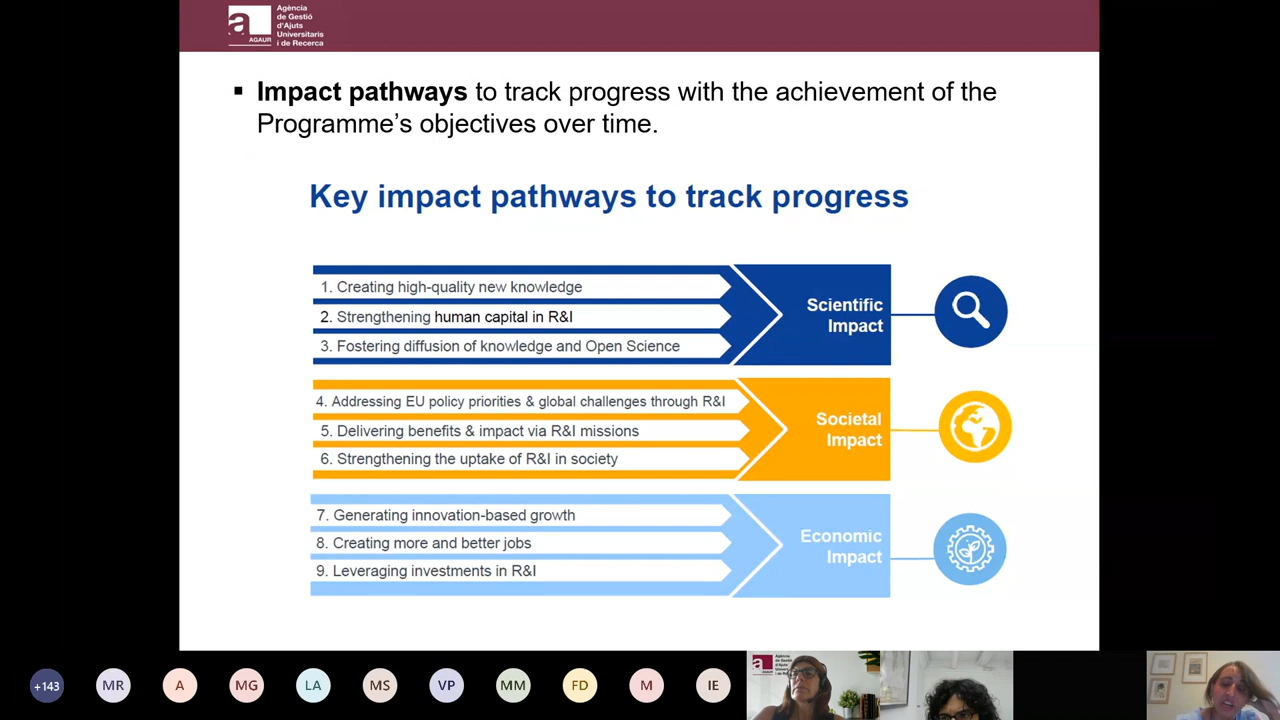 Agència
de Gestió
d'Ajuts
Universitaris
i de Recerca
a
AGAUR
▪ Impact pathways to track progress with the achievement of the
Programme's objectives over time.
Key impact pathways to track progress
1. Creating high-quality new knowledge
2. Strengthening human capital in R&I
3. Fostering diffusion of knowledge and Open Science
Scientific
Impact
4. Addressing EU policy priorities & global challenges through R&I
5. Delivering benefits & impact via R&I missions
6. Strengthening the uptake of R&I in society
Societal
Impact
7. Generating innovation-based growth
8. Creating more and better jobs
9. Leveraging investments in R&I
Economic
Impact
+143
MR
A
MG
LA
MS
VP
MM
FD
M
IE
a
Agència
de Gestió
d'Ajuts